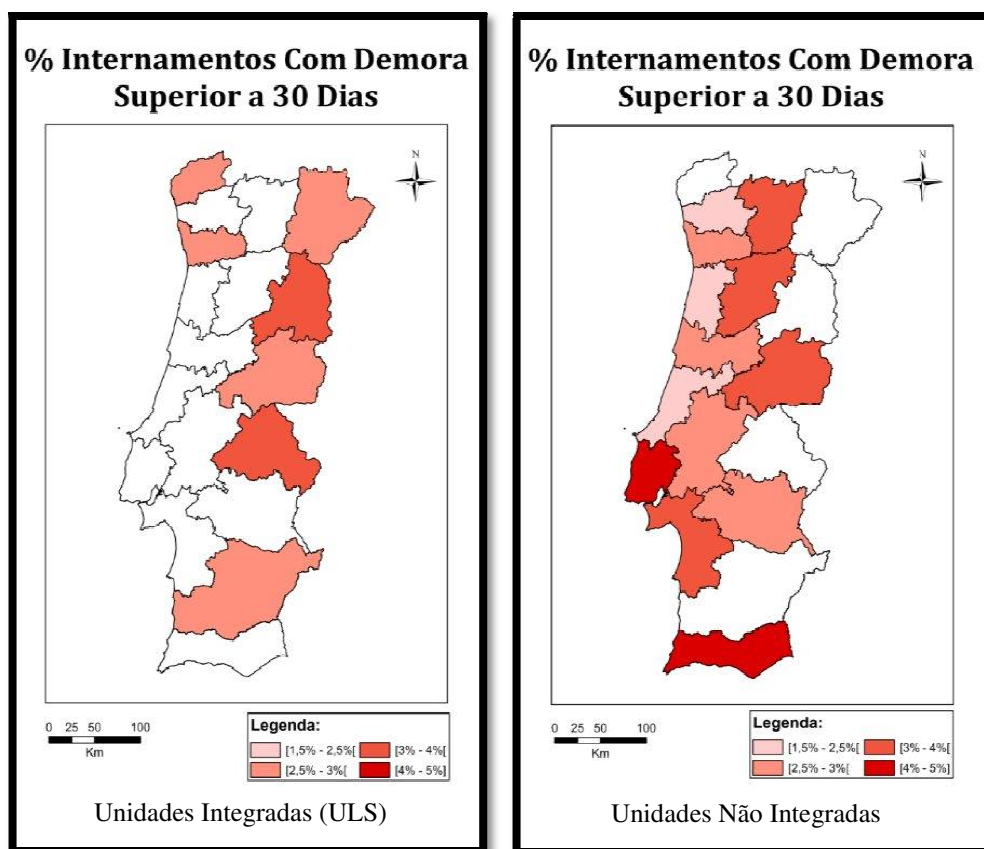 % Internamentos Com Demora
Superior a 30 Dias
N
0 25 50 100
Km
Legenda:
[1,5% - 2,5%[
[3% - 4%[
[2,5% - 3%[
[4% - 5%]
Unidades Integradas (ULS)
% Internamentos Com Demora
Superior a 30 Dias
N
0 25 50 100
Km
Legenda:
[1,5% - 2,5%[
[3% - 4%[
[2,5% - 3%[
[4% - 5%]
Unidades Não Integradas